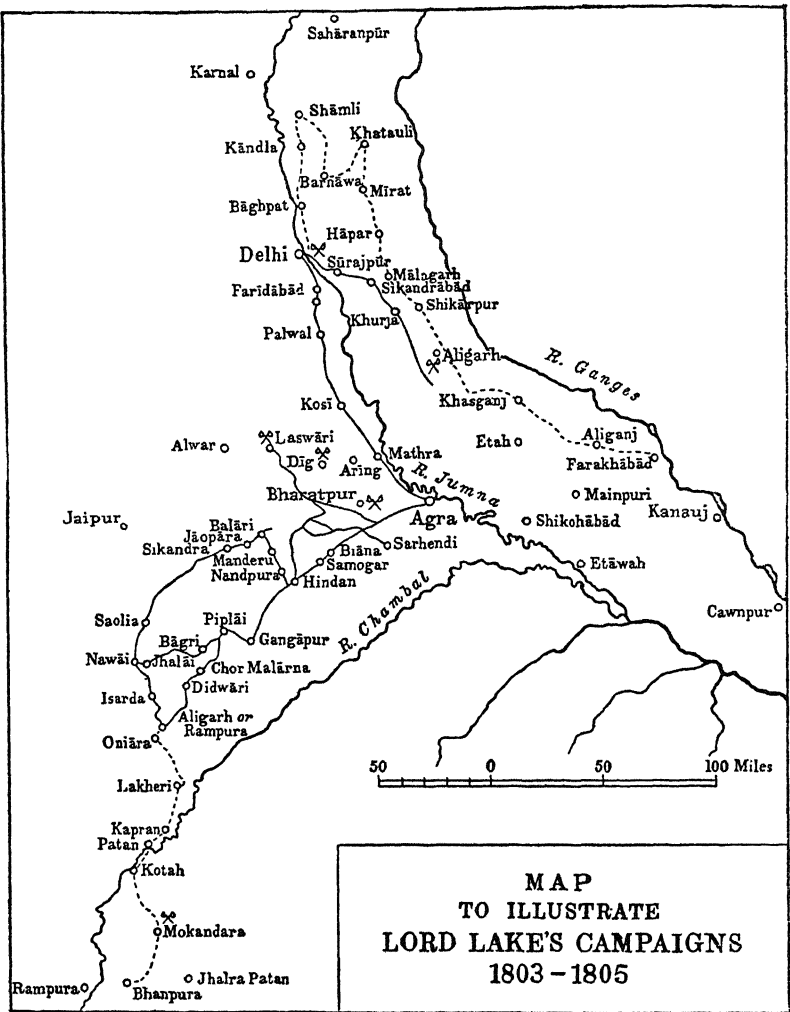 Sahāranpūr
Karnal
Shāmli
Khatauli
Kāndla
Barnāwa
Mīrat
Bāghpat
Hāpar
Delhi
Sūrajpur
Mālagarh
Sikandrābād
Farīdābād
Shikārpur
Khurja
Palwal
Aligarh
R. Ganges
Khasganj
Kosī
Laswāri
Alwar
Etah
Aliganj
Dīg
Arīng
Mathra
Farakhābād
R. Jumna
Bharatpur
Mainpuri
Kanauj
Agra
Jaipur
Shikohābād
Balāri
Jāopāra
Sikandra
Biāna
Sarhendi
Manderu
Samogar
Nandpura
Hindan
Etāwah
R. Chambal
Cawnpur
Saolia
Piplāi
Bāgri
Gangāpur
Nawāi
Jhalāi
Chor Malārna
Isarda
Didwāri
Aligarh or
Rampura
Oniāra
50 0 50 100 Miles
Lakheri
Kapran
Patan
Kotah
Mokandara
Jhalra Patan
Rampura
Bhanpura
MAP
TO ILLUSTRATE
LORD LAKE'S CAMPAIGNS
1803–1805